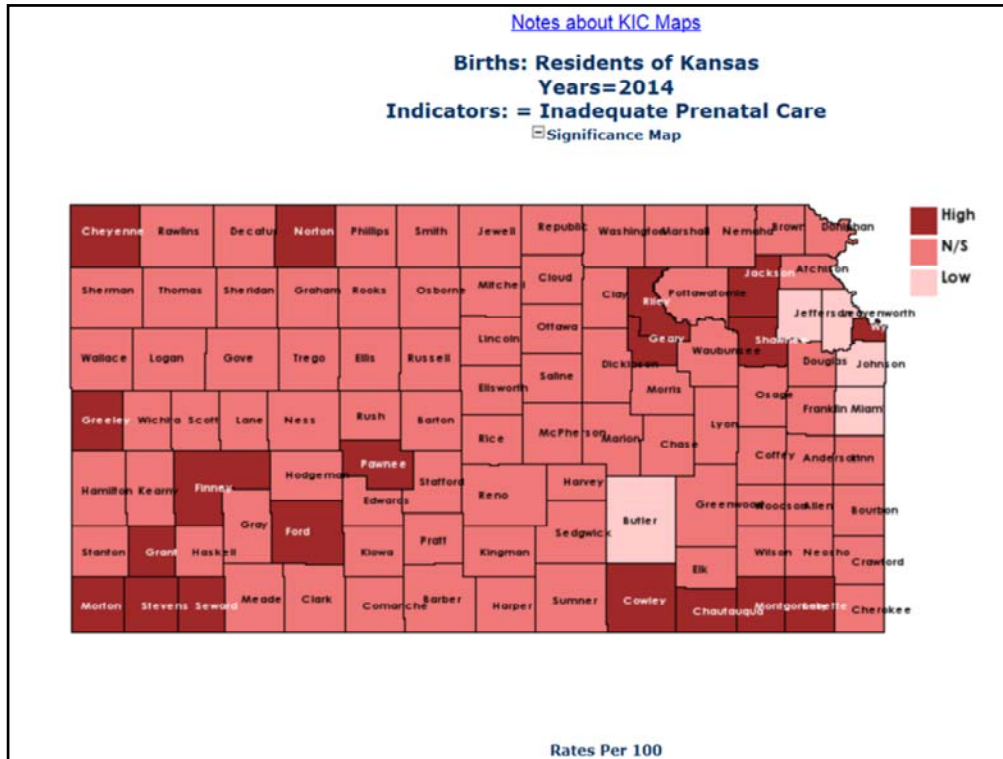 Notes about KIC Maps
Births: Residents of Kansas
Years=2014
Indicators: = Inadequate Prenatal Care
Significance Map
High
N/S
Low
Cheyenne Rawlins Decatur Norton Phillips Smith Jewell Republic Washington Marshall Nemaha Brown Doniphan
Sherman Thomas Sheridan Graham Rooks Osborne Mitchell Cloud Clay Riley Pottawatomie Jackson Atchison
Jefferson Leavenworth Wy
Wallace Logan Gove Trego Ellis Russell Lincoln Ottawa Dickinson Geary Wabaunsee Shawnee Douglas Johnson
Ellsworth Saline Morris Osage Franklin Miami
Greeley Wichita Scott Lane Ness Rush Barton Rice McPherson Marion Chase Lyon Coffey Anderson Linn
Hamilton Kearny Finney Hodgeman Pawnee Stafford Edwards Reno Harvey Butler Greenwood Woodson Allen Bourbon
Gray Ford Sedgwick
Stanton Grant Haskell Kiowa Pratt Kingman Elk Wilson Neosho Crawford
Morton Stevens Seward Meade Clark Comanche Barber Harper Sumner Cowley Chautauqua Montgomery Labette Cherokee
Rates Per 100